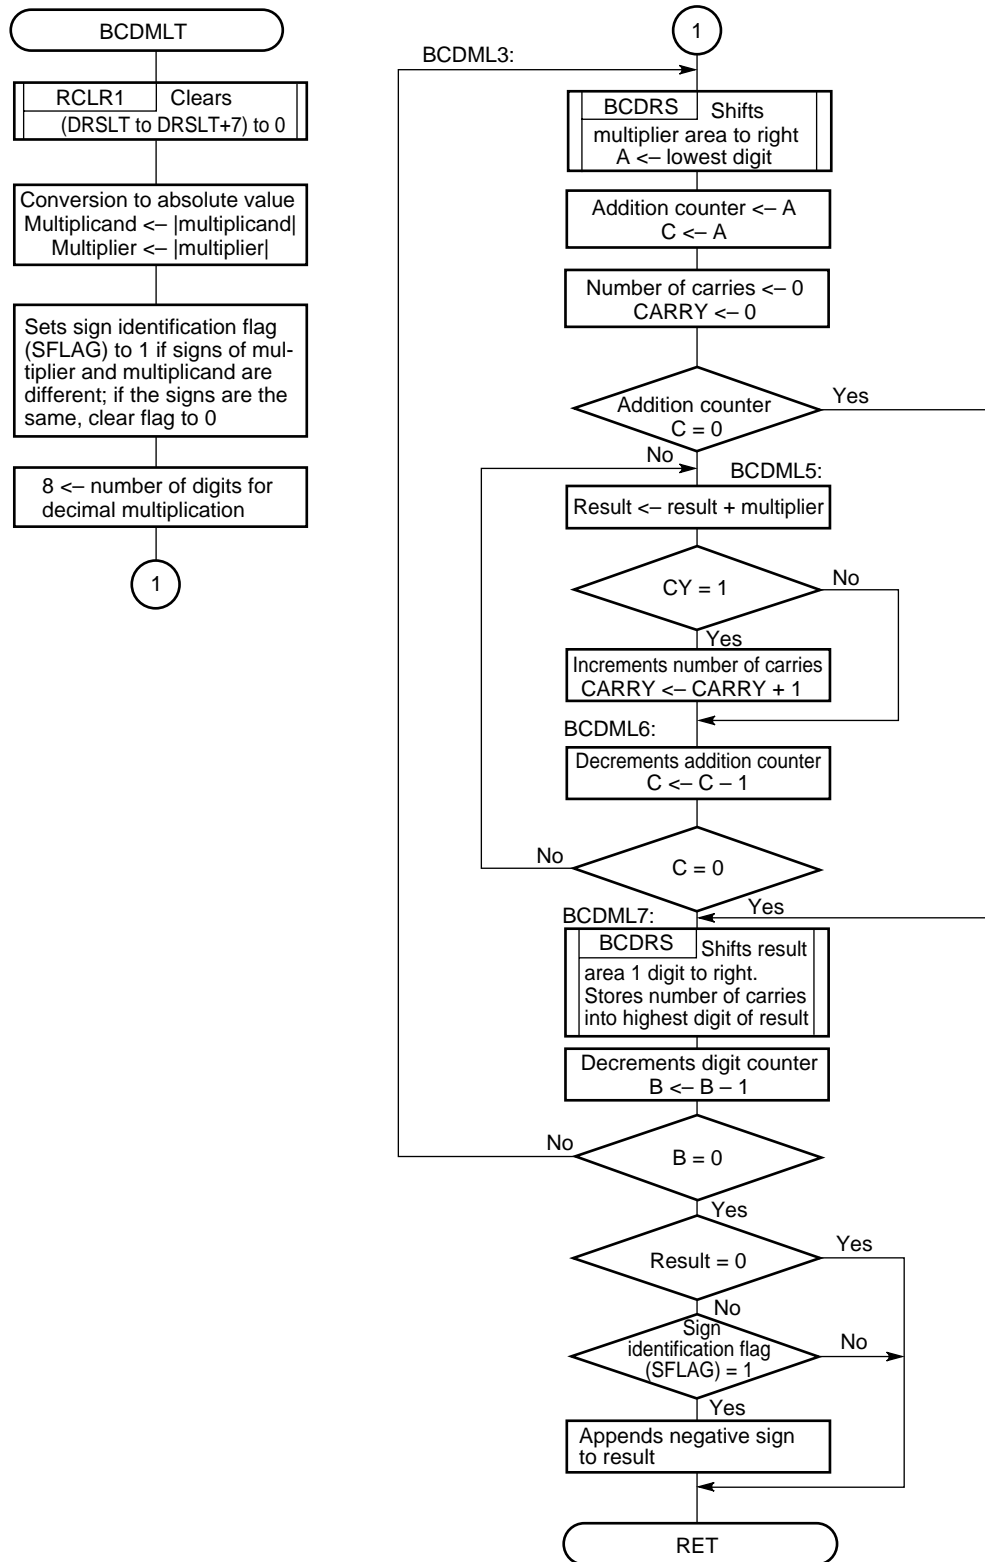 BCDMLT
RCLR1 Clears
(DRSLT to DRSLT+7) to 0
Conversion to absolute value
Multiplicand <– |multiplicand|
Multiplier <– |multiplier|
Sets sign identification flag
(SFLAG) to 1 if signs of mul-
tiplier and multiplicand are
different; if the signs are the
same, clear flag to 0
8 <– number of digits for
decimal multiplication
1
1
BCDML3:
BCDRS Shifts
multiplier area to right
A <– lowest digit
Addition counter <– A
C <– A
Number of carries <– 0
CARRY <– 0
Addition counter
C = 0
Yes
No
BCDML5:
Result <– result + multiplier
CY = 1
No
Yes
Increments number of carries
CARRY <– CARRY + 1
BCDML6:
Decrements addition counter
C <– C – 1
C = 0
No
Yes
BCDML7:
BCDRS Shifts result
area 1 digit to right.
Stores number of carries
into highest digit of result
Decrements digit counter
B <– B – 1
B = 0
No
Yes
Result = 0
Yes
No
Sign
identification flag
(SFLAG) = 1
No
Yes
Appends negative sign
to result
RET